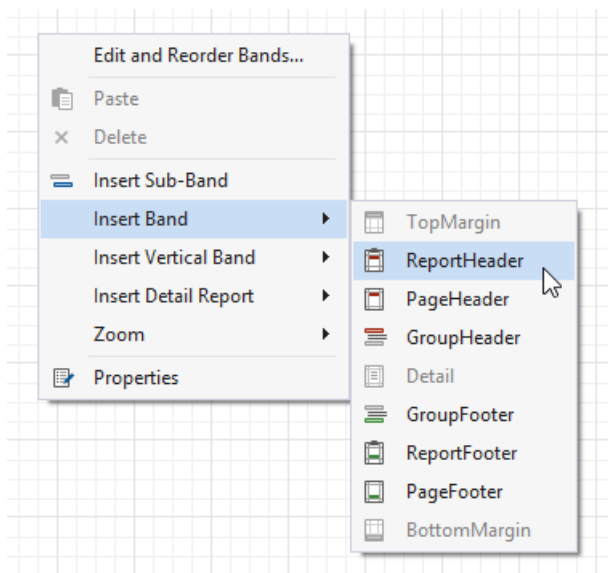 Edit and Reorder Bands...
Paste
Delete
Insert Sub-Band
Insert Band
Insert Vertical Band
Insert Detail Report
Zoom
Properties
TopMargin
ReportHeader
PageHeader
GroupHeader
Detail
GroupFooter
ReportFooter
PageFooter
BottomMargin